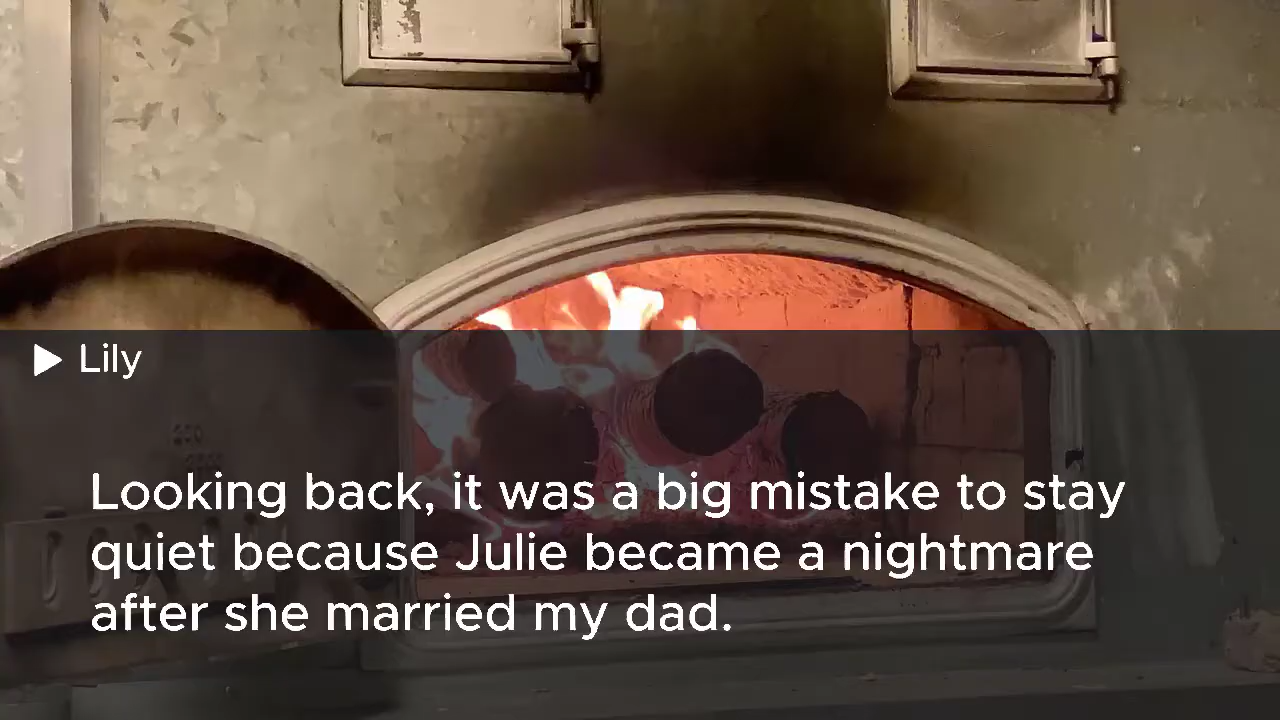 Lily
Looking back, it was a big mistake to stay
quiet because Julie became a nightmare
after she married my dad.